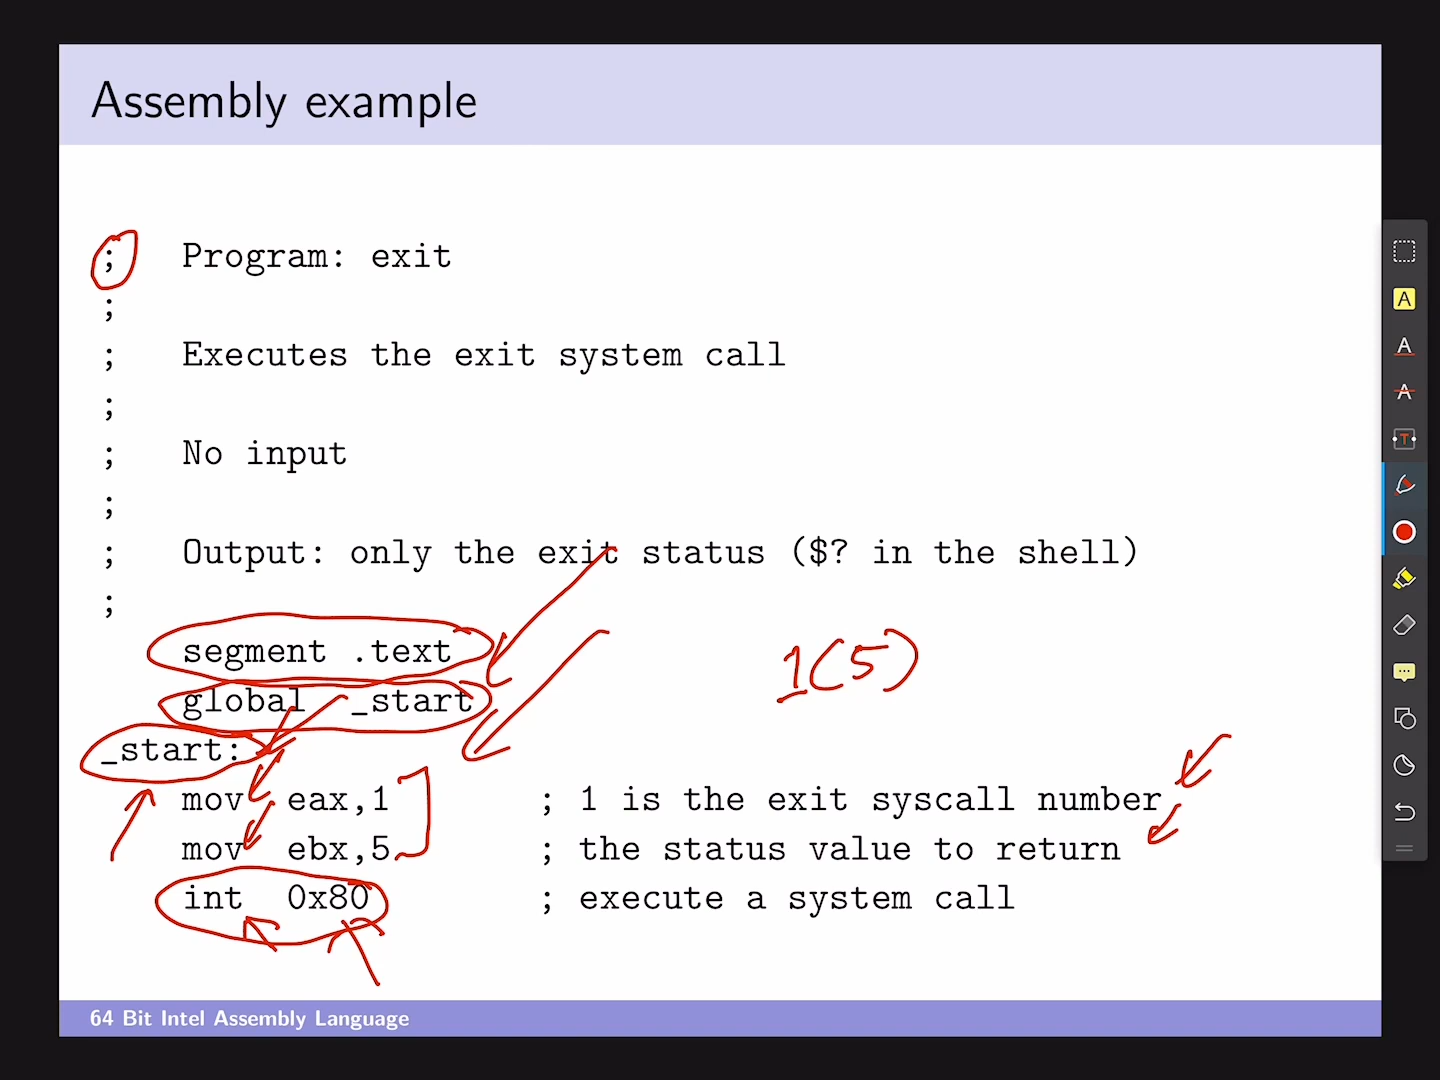 Assembly example
; Program: exit
;
; Executes the exit system call
;
; No input
;
; Output: only the exit status ($? in the shell)
;
segment .text
1(5)
global _start
_start:
mov eax,1 ; 1 is the exit syscall number
mov ebx,5 ; the status value to return
int 0x80 ; execute a system call
64 Bit Intel Assembly Language
A
A
A
T